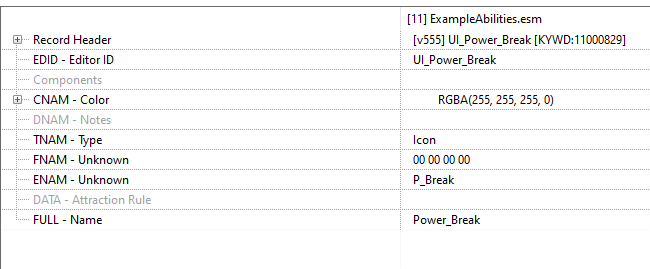 [11] ExampleAbilities.esm
Record Header [v555] UI_Power_Break [KYWD:11000829]
EDID - Editor ID UI_Power_Break
Components
CNAM - Color RGBA(255, 255, 255, 0)
DNAM - Notes
TNAM - Type Icon
FNAM - Unknown 00 00 00 00
ENAM - Unknown P_Break
DATA - Attraction Rule
FULL - Name Power_Break